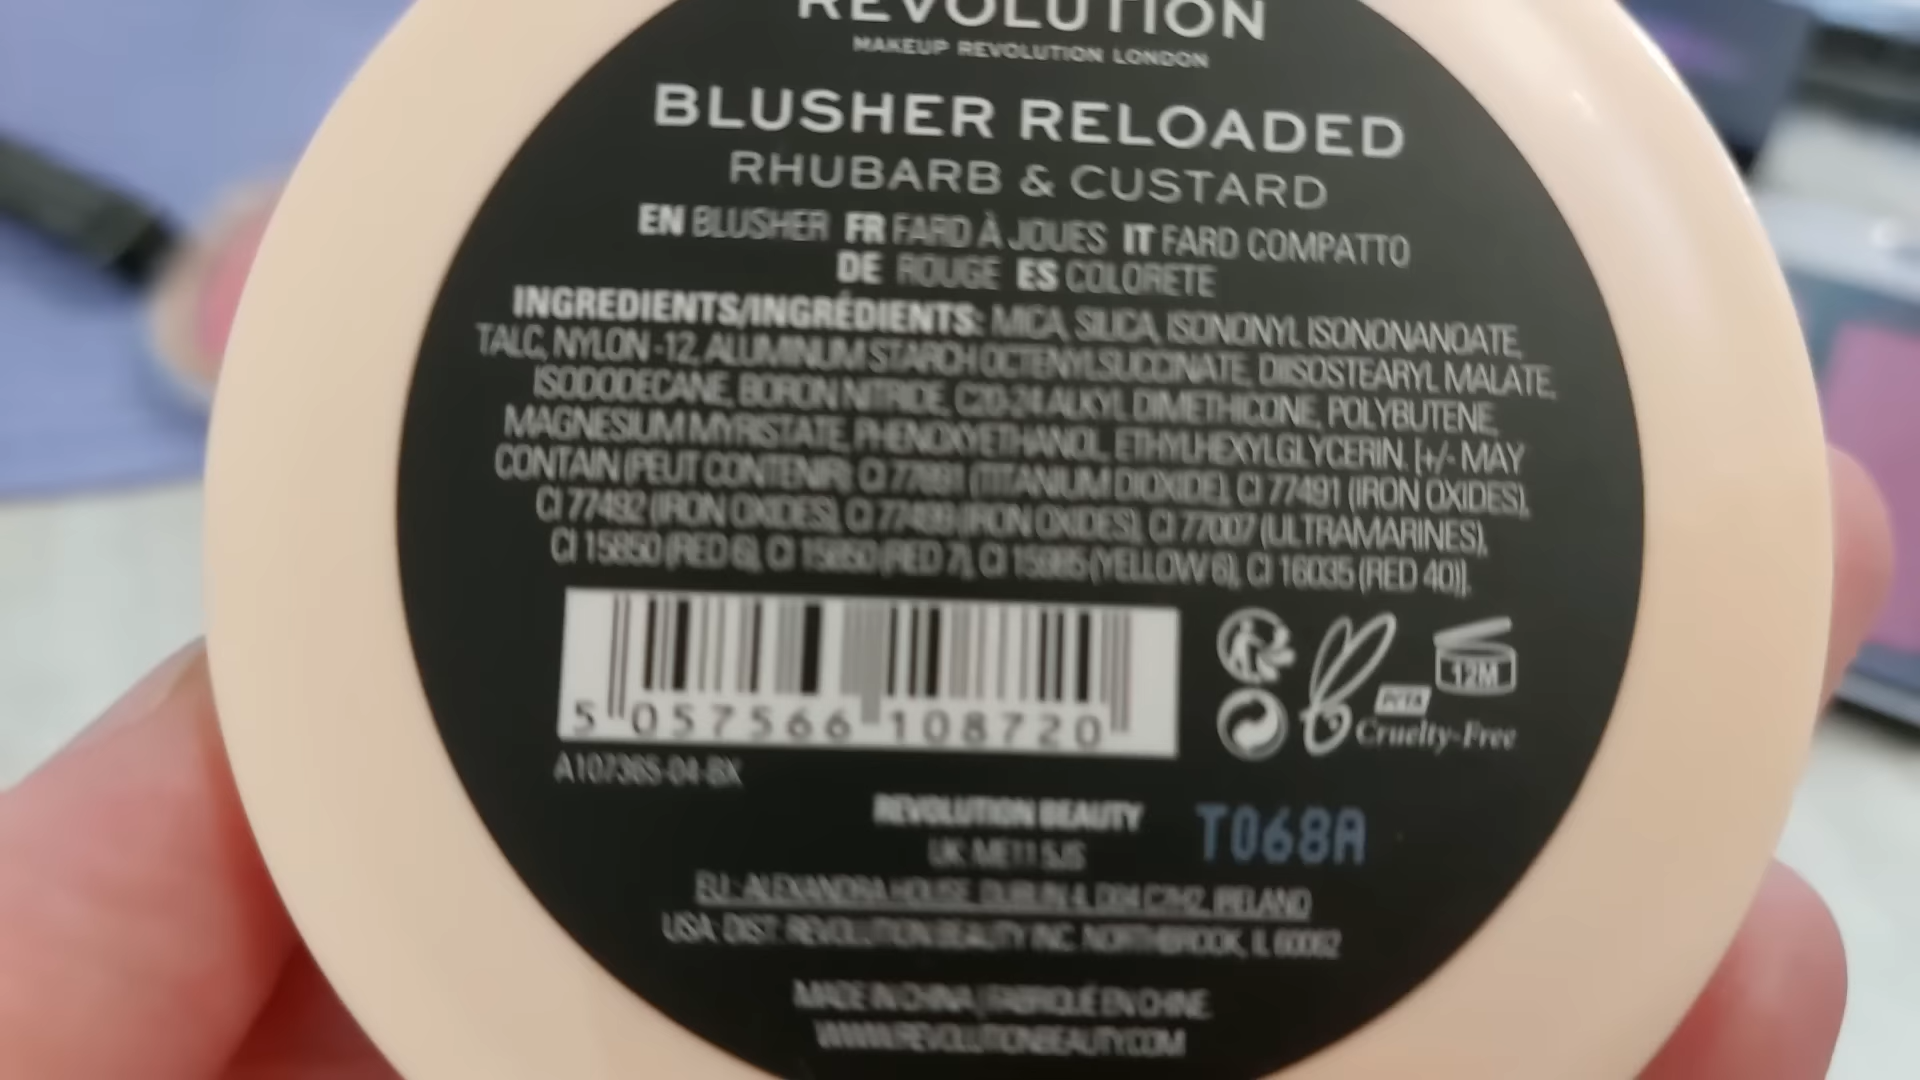 REVOLUTION
MAKEUP REVOLUTION LONDON
BLUSHER RELOADED
RHUBARB & CUSTARD
EN BLUSHER FR FARD À JOUES IT FARD COMPATTO
DE ROUGE ES COLORETE
INGREDIENTS/INGRÉDIENTS: MICA, SILICA, ISONONYL ISONONANOATE,
TALC, NYLON -12, ALUMINUM STARCH OCTENYLSUCCINATE, DIISOSTEARYL MALATE,
ISODODECANE, BORON NITRIDE, C20-24 ALKYL DIMETHICONE, POLYBUTENE,
MAGNESIUM MYRISTATE, PHENOXYETHANOL, ETHYLHEXYLGLYCERIN. [+/- MAY
CONTAIN (PEUT CONTENIR) CI 77891 (TITANIUM DIOXIDE), CI 77491 (IRON OXIDES),
CI 77492 (IRON OXIDES), CI 77499 (IRON OXIDES), CI 77007 (ULTRAMARINES),
CI 15850 (RED 6), CI 15850 (RED 7), CI 15985 (YELLOW 6), CI 16035 (RED 40)].
5 057566 108720
12M
PETA
Cruelty-Free
A107365-04-BX
REVOLUTION BEAUTY
T068A
UK: ME11 5JS
EU: ALEXANDRA HOUSE, DUBLIN 4, D04 C7H2, IRELAND
USA: DIST. REVOLUTION BEAUTY INC. NORTHBROOK, IL 60062
MADE IN CHINA | FABRIQUÉ EN CHINE.
WWW.REVOLUTIONBEAUTY.COM